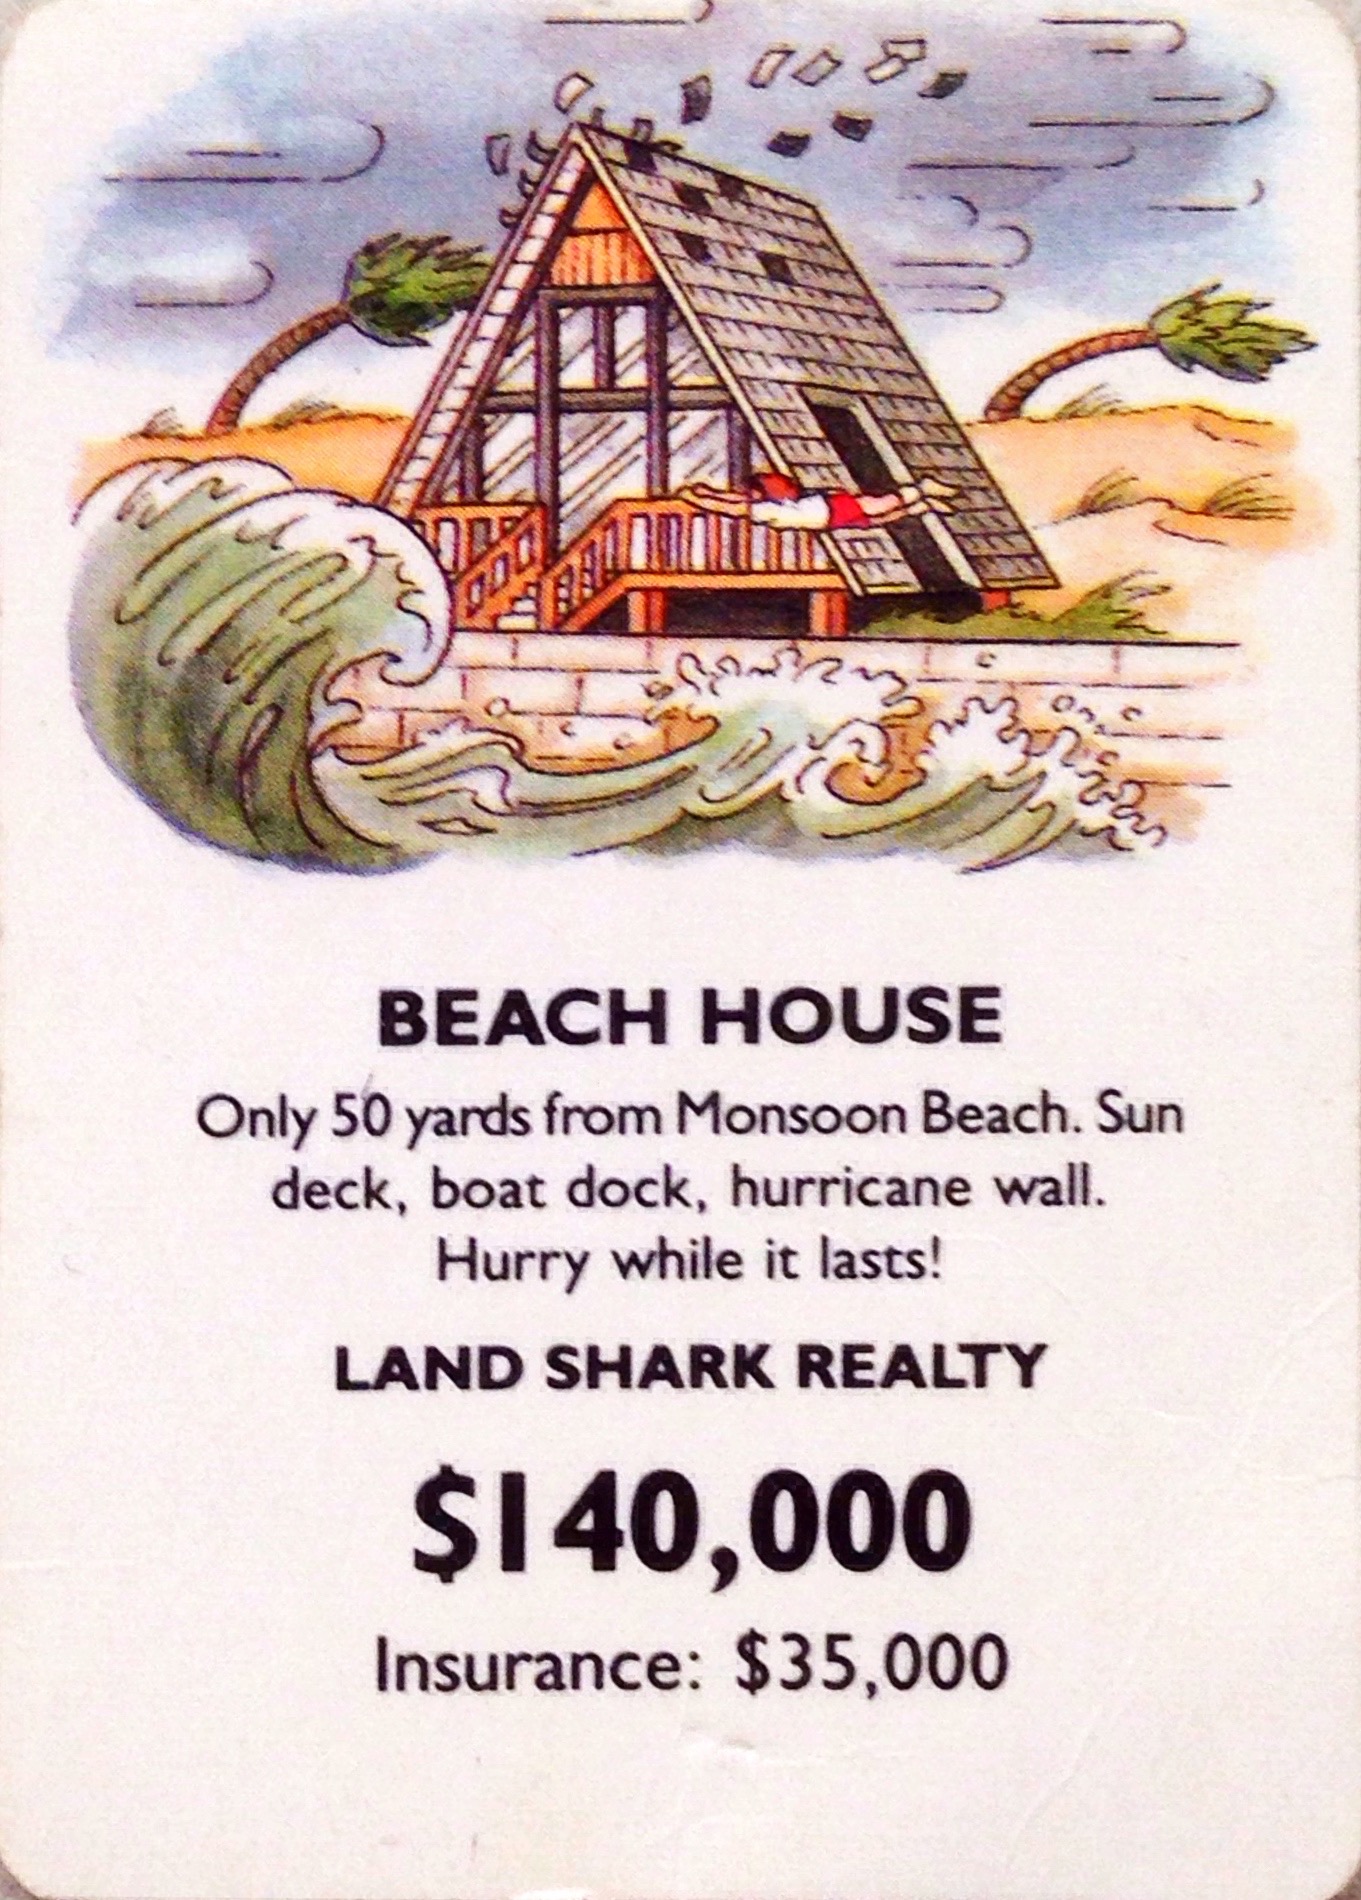 BEACH HOUSE
Only 50 yards from Monsoon Beach. Sun
deck, boat dock, hurricane wall.
Hurry while it lasts!
LAND SHARK REALTY
$140,000
Insurance: $35,000